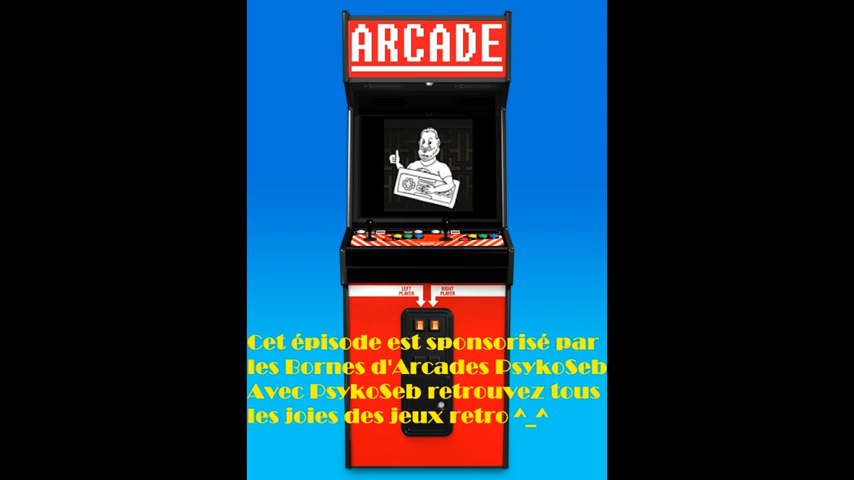 ARCADE
LEFT PLAYER
RIGHT PLAYER
Cet épisode est sponsorisé par
les Bornes d'Arcades PsykoSeb
Avec PsykoSeb retrouvez tous
les joies des jeux retro ^_^